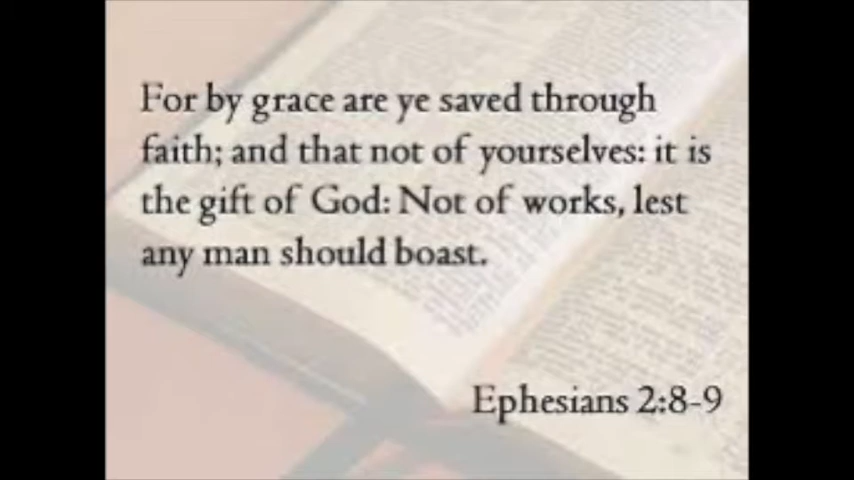 For by grace are ye saved through
faith; and that not of yourselves: it is
the gift of God: Not of works, lest
any man should boast.
Ephesians 2:8-9